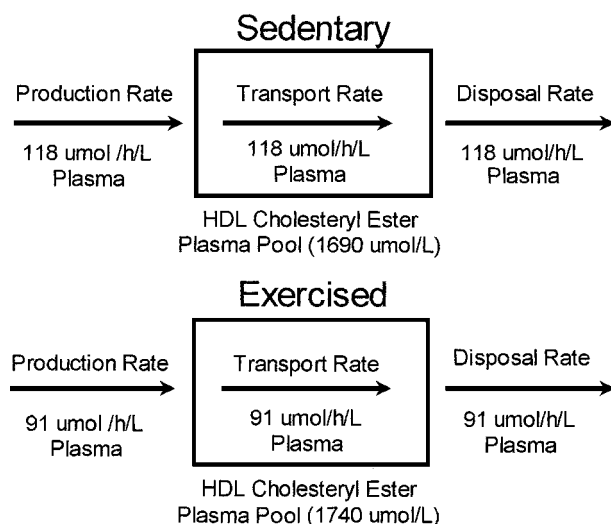 Sedentary
Production Rate
Transport Rate
Disposal Rate
118 umol /h/L
Plasma
118 umol/h/L
Plasma
118 umol/h/L
Plasma
HDL Cholesteryl Ester
Plasma Pool (1690 umol/L)
Exercised
Production Rate
Transport Rate
Disposal Rate
91 umol /h/L
Plasma
91 umol/h/L
Plasma
91 umol/h/L
Plasma
HDL Cholesteryl Ester
Plasma Pool (1740 umol/L)